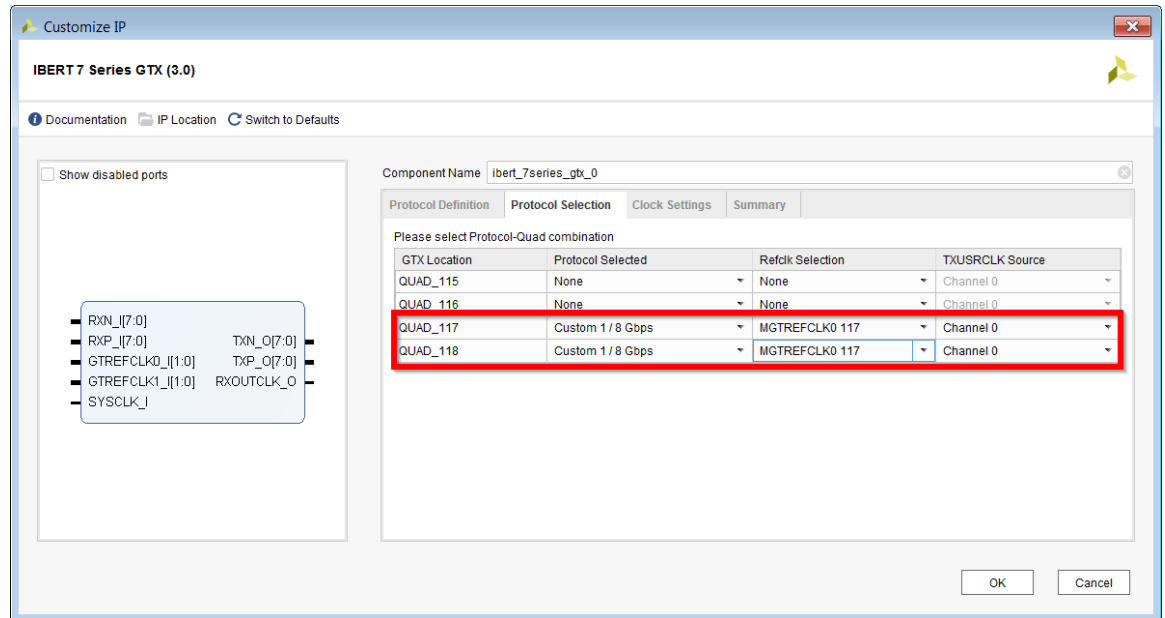 Customize IP
IBERT 7 Series GTX (3.0)
Documentation IP Location Switch to Defaults
Show disabled ports
RXN_I[7:0]
RXP_I[7:0] TXN_O[7:0]
GTREFCLK0_I[1:0] TXP_O[7:0]
GTREFCLK1_I[1:0] RXOUTCLK_O
SYSCLK_I
Component Name ibert_7series_gtx_0
Protocol Definition Protocol Selection Clock Settings Summary
Please select Protocol-Quad combination
GTX Location Protocol Selected Refclk Selection TXUSRCLK Source
QUAD_115 None None Channel 0
QUAD_116 None None Channel 0
QUAD_117 Custom 1 / 8 Gbps MGTREFCLK0 117 Channel 0
QUAD_118 Custom 1 / 8 Gbps MGTREFCLK0 117 Channel 0
OK Cancel